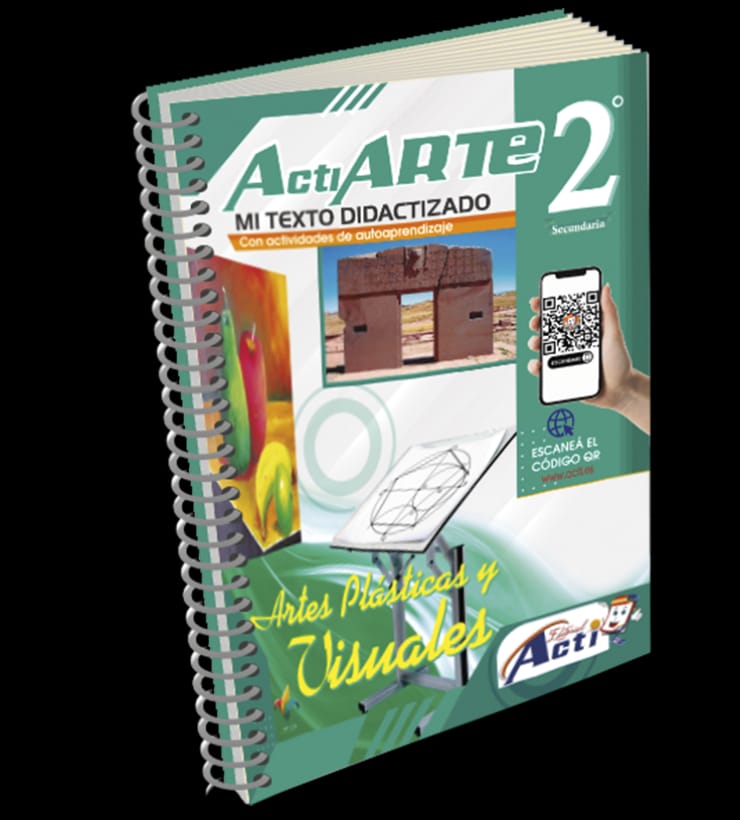 ActiARTE
2°
MI TEXTO DIDACTIZADO
Secundaria
Con actividades de autoaprendizaje
ESCANEÁ EL
CÓDIGO QR
Artes Plásticas y
Visuales
Editorial
Acti